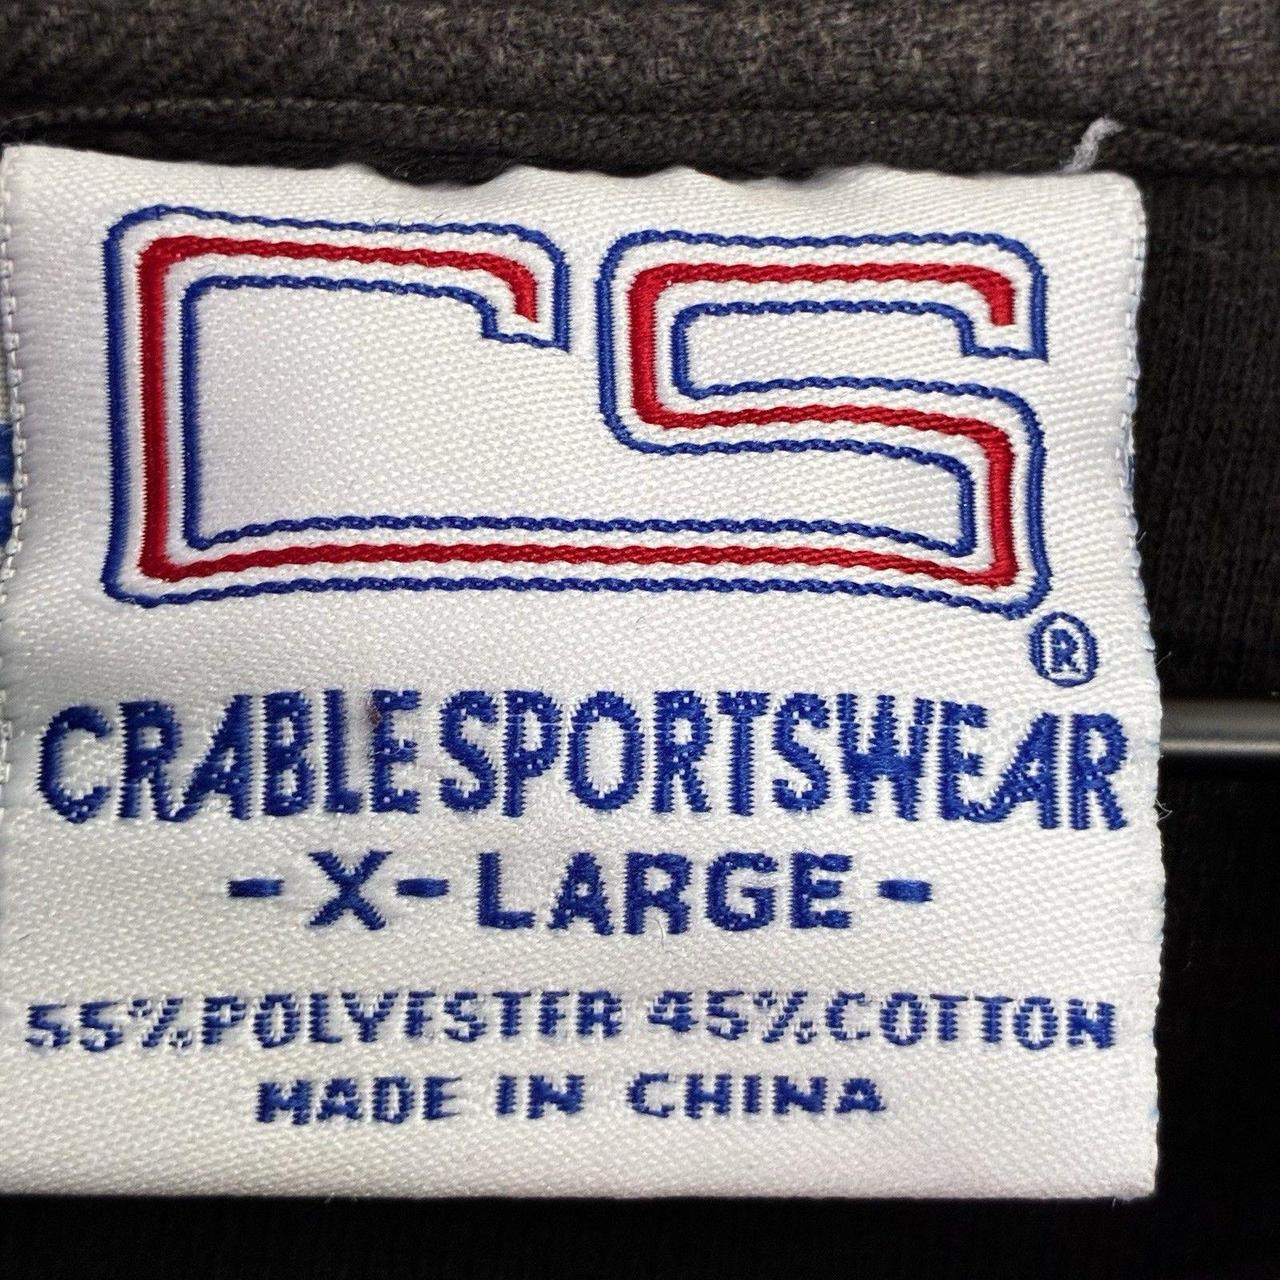 CS®
CRABLE SPORTSWEAR
-X-LARGE-
55% POLYESTER 45% COTTON
MADE IN CHINA